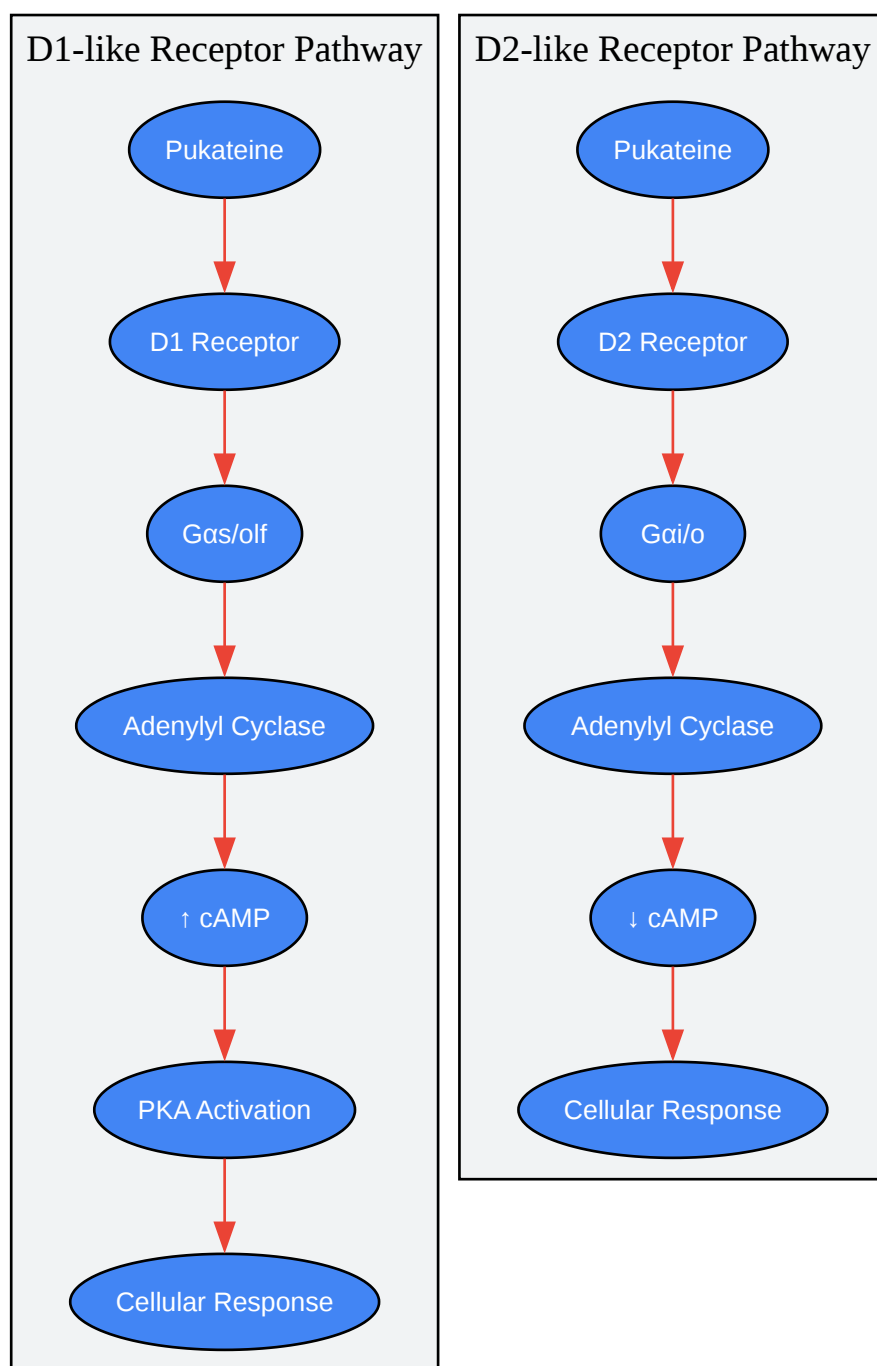 D1-like Receptor Pathway
Pukateine
D1 Receptor
Gαs/olf
Adenylyl Cyclase
↑ cAMP
PKA Activation
Cellular Response
D2-like Receptor Pathway
Pukateine
D2 Receptor
Gαi/o
Adenylyl Cyclase
↓ cAMP
Cellular Response